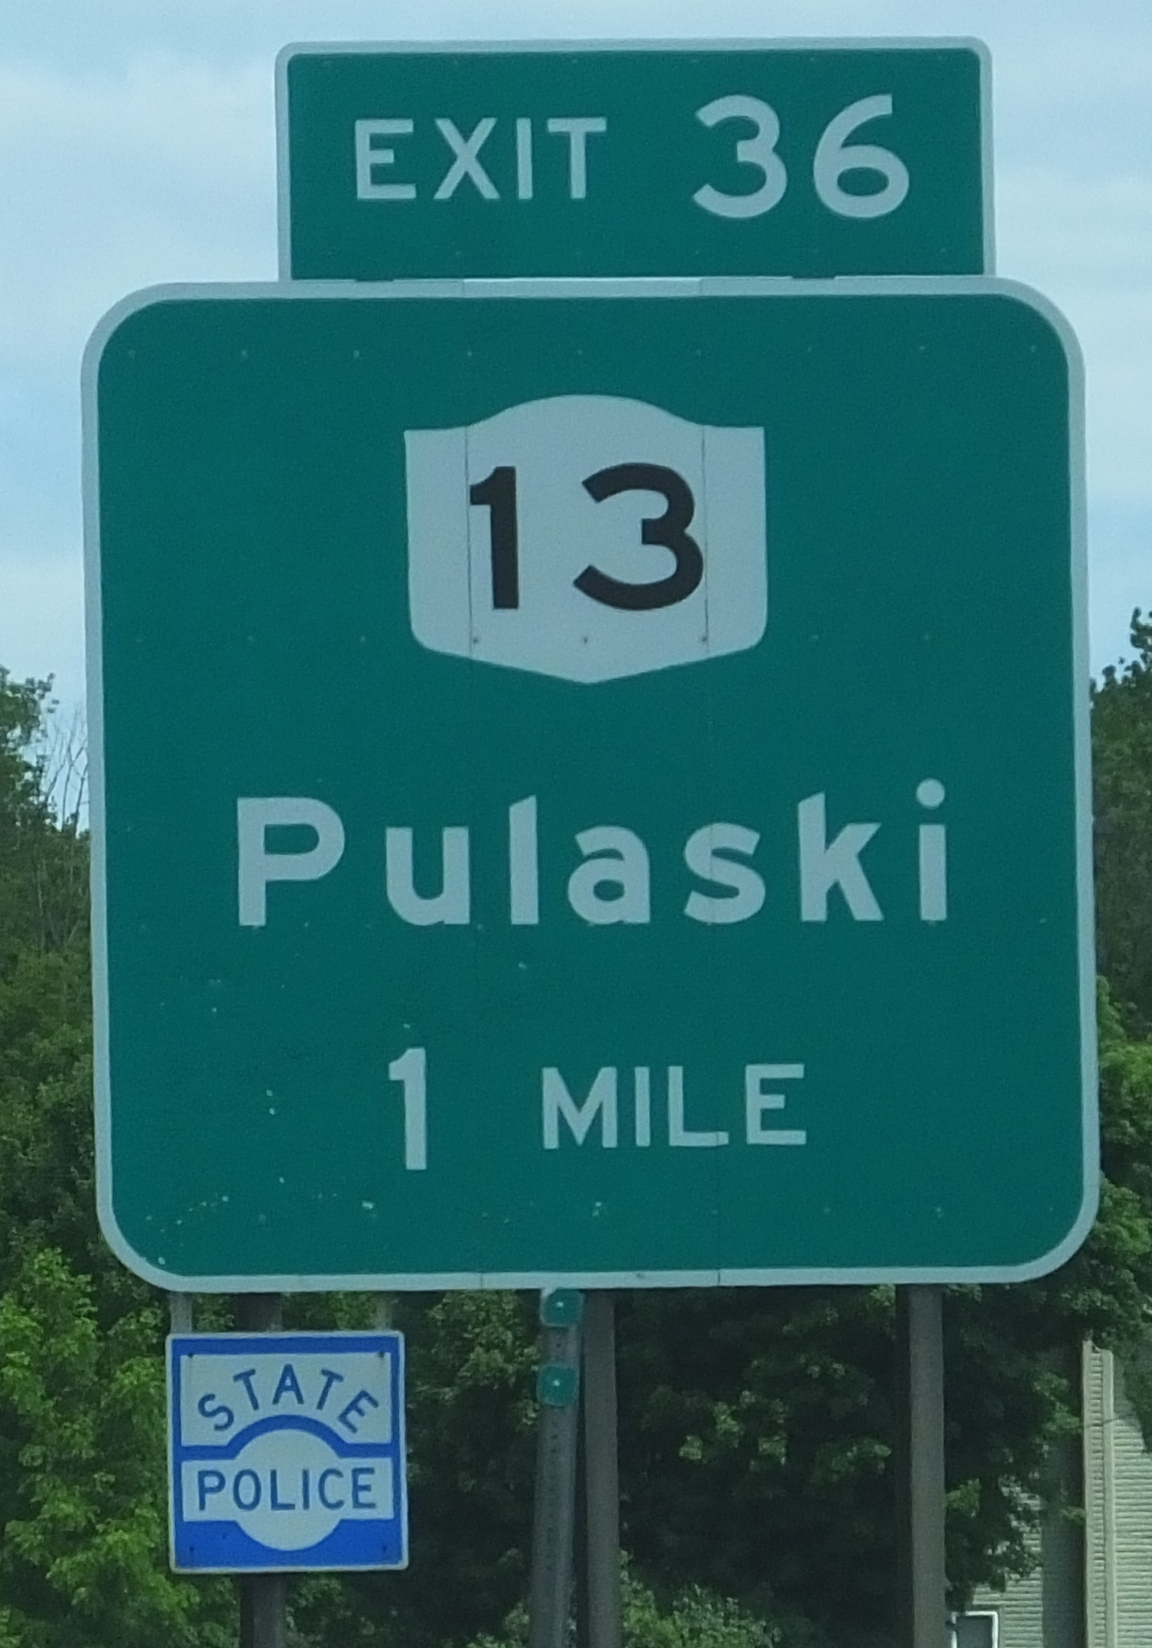 EXIT 36
13
Pulaski
1 MILE
STATE
POLICE